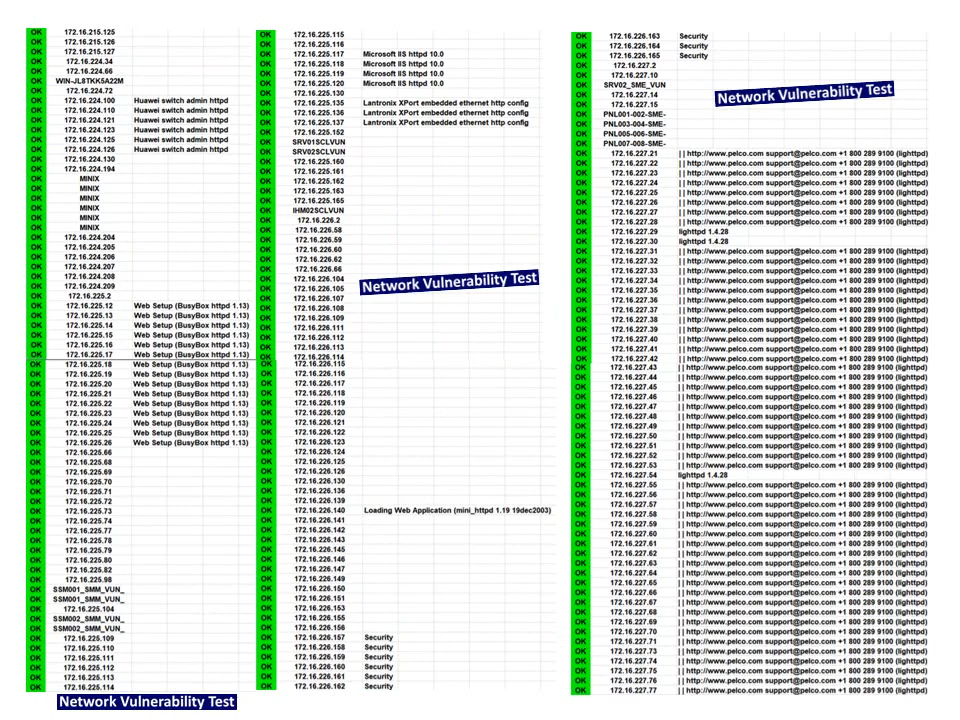 OK 172.16.215.125
OK 172.16.215.126
OK 172.16.215.127
OK 172.16.224.34
OK 172.16.224.66
OK WIN-JL8TKK5A22M
OK 172.16.224.72
OK 172.16.224.100 Huawei switch admin httpd
OK 172.16.224.110 Huawei switch admin httpd
OK 172.16.224.121 Huawei switch admin httpd
OK 172.16.224.123 Huawei switch admin httpd
OK 172.16.224.125 Huawei switch admin httpd
OK 172.16.224.126 Huawei switch admin httpd
OK 172.16.224.130
OK 172.16.224.194
OK MINIX
OK MINIX
OK MINIX
OK MINIX
OK MINIX
OK MINIX
OK 172.16.224.204
OK 172.16.224.205
OK 172.16.224.206
OK 172.16.224.207
OK 172.16.224.208
OK 172.16.224.209
OK 172.16.225.2
OK 172.16.225.12 Web Setup (BusyBox httpd 1.13)
OK 172.16.225.13 Web Setup (BusyBox httpd 1.13)
OK 172.16.225.14 Web Setup (BusyBox httpd 1.13)
OK 172.16.225.15 Web Setup (BusyBox httpd 1.13)
OK 172.16.225.16 Web Setup (BusyBox httpd 1.13)
OK 172.16.225.17 Web Setup (BusyBox httpd 1.13)
OK 172.16.225.18 Web Setup (BusyBox httpd 1.13)
OK 172.16.225.19 Web Setup (BusyBox httpd 1.13)
OK 172.16.225.20 Web Setup (BusyBox httpd 1.13)
OK 172.16.225.21 Web Setup (BusyBox httpd 1.13)
OK 172.16.225.22 Web Setup (BusyBox httpd 1.13)
OK 172.16.225.23 Web Setup (BusyBox httpd 1.13)
OK 172.16.225.24 Web Setup (BusyBox httpd 1.13)
OK 172.16.225.25 Web Setup (BusyBox httpd 1.13)
OK 172.16.225.26 Web Setup (BusyBox httpd 1.13)
OK 172.16.225.66
OK 172.16.225.68
OK 172.16.225.69
OK 172.16.225.70
OK 172.16.225.71
OK 172.16.225.72
OK 172.16.225.73
OK 172.16.225.74
OK 172.16.225.77
OK 172.16.225.78
OK 172.16.225.79
OK 172.16.225.80
OK 172.16.225.82
OK 172.16.225.98
OK SSM001_SMM_VUN_
OK SSM001_SMM_VUN_
OK 172.16.225.104
OK SSM002_SMM_VUN_
OK SSM002_SMM_VUN_
OK 172.16.225.109
OK 172.16.225.110
OK 172.16.225.111
OK 172.16.225.112
OK 172.16.225.113
OK 172.16.225.114
Network Vulnerability Test
OK 172.16.225.115
OK 172.16.225.116
OK 172.16.225.117 Microsoft IIS httpd 10.0
OK 172.16.225.118 Microsoft IIS httpd 10.0
OK 172.16.225.119 Microsoft IIS httpd 10.0
OK 172.16.225.120 Microsoft IIS httpd 10.0
OK 172.16.225.130
OK 172.16.225.135 Lantronix XPort embedded ethernet http config
OK 172.16.225.136 Lantronix XPort embedded ethernet http config
OK 172.16.225.137 Lantronix XPort embedded ethernet http config
OK 172.16.225.152
OK SRV01SCLVUN
OK SRV02SCLVUN
OK 172.16.225.160
OK 172.16.225.161
OK 172.16.225.162
OK 172.16.225.163
OK 172.16.225.165
OK IHM02SCLVUN
OK 172.16.226.2
OK 172.16.226.58
OK 172.16.226.59
OK 172.16.226.60
OK 172.16.226.62
OK 172.16.226.66
OK 172.16.226.104
OK 172.16.226.105
Network Vulnerability Test
OK 172.16.226.107
OK 172.16.226.108
OK 172.16.226.109
OK 172.16.226.111
OK 172.16.226.112
OK 172.16.226.113
OK 172.16.226.114
OK 172.16.226.115
OK 172.16.226.116
OK 172.16.226.117
OK 172.16.226.118
OK 172.16.226.119
OK 172.16.226.120
OK 172.16.226.121
OK 172.16.226.122
OK 172.16.226.123
OK 172.16.226.124
OK 172.16.226.125
OK 172.16.226.126
OK 172.16.226.130
OK 172.16.226.136
OK 172.16.226.139
OK 172.16.226.140 Loading Web Application (mini_httpd 1.19 19dec2003)
OK 172.16.226.141
OK 172.16.226.142
OK 172.16.226.143
OK 172.16.226.145
OK 172.16.226.146
OK 172.16.226.147
OK 172.16.226.149
OK 172.16.226.150
OK 172.16.226.151
OK 172.16.226.153
OK 172.16.226.155
OK 172.16.226.156
OK 172.16.226.157 Security
OK 172.16.226.158 Security
OK 172.16.226.159 Security
OK 172.16.226.160 Security
OK 172.16.226.161 Security
OK 172.16.226.162 Security
OK 172.16.226.163 Security
OK 172.16.226.164 Security
OK 172.16.226.165 Security
OK 172.16.227.2
OK 172.16.227.10
OK SRV02_SME_VUN
OK 172.16.227.14
Network Vulnerability Test
OK 172.16.227.15
OK PNL001-002-SME-
OK PNL003-004-SME-
OK PNL005-006-SME-
OK PNL007-008-SME-
OK 172.16.227.21 | | http://www.pelco.com support@pelco.com +1 800 289 9100 (lighttpd)
OK 172.16.227.22 | | http://www.pelco.com support@pelco.com +1 800 289 9100 (lighttpd)
OK 172.16.227.23 | | http://www.pelco.com support@pelco.com +1 800 289 9100 (lighttpd)
OK 172.16.227.24 | | http://www.pelco.com support@pelco.com +1 800 289 9100 (lighttpd)
OK 172.16.227.25 | | http://www.pelco.com support@pelco.com +1 800 289 9100 (lighttpd)
OK 172.16.227.26 | | http://www.pelco.com support@pelco.com +1 800 289 9100 (lighttpd)
OK 172.16.227.27 | | http://www.pelco.com support@pelco.com +1 800 289 9100 (lighttpd)
OK 172.16.227.28 | | http://www.pelco.com support@pelco.com +1 800 289 9100 (lighttpd)
OK 172.16.227.29 lighttpd 1.4.28
OK 172.16.227.30 lighttpd 1.4.28
OK 172.16.227.31 | | http://www.pelco.com support@pelco.com +1 800 289 9100 (lighttpd)
OK 172.16.227.32 | | http://www.pelco.com support@pelco.com +1 800 289 9100 (lighttpd)
OK 172.16.227.33 | | http://www.pelco.com support@pelco.com +1 800 289 9100 (lighttpd)
OK 172.16.227.34 | | http://www.pelco.com support@pelco.com +1 800 289 9100 (lighttpd)
OK 172.16.227.35 | | http://www.pelco.com support@pelco.com +1 800 289 9100 (lighttpd)
OK 172.16.227.36 | | http://www.pelco.com support@pelco.com +1 800 289 9100 (lighttpd)
OK 172.16.227.37 | | http://www.pelco.com support@pelco.com +1 800 289 9100 (lighttpd)
OK 172.16.227.38 | | http://www.pelco.com support@pelco.com +1 800 289 9100 (lighttpd)
OK 172.16.227.39 | | http://www.pelco.com support@pelco.com +1 800 289 9100 (lighttpd)
OK 172.16.227.40 | | http://www.pelco.com support@pelco.com +1 800 289 9100 (lighttpd)
OK 172.16.227.41 | | http://www.pelco.com support@pelco.com +1 800 289 9100 (lighttpd)
OK 172.16.227.42 | | http://www.pelco.com support@pelco.com +1 800 289 9100 (lighttpd)
OK 172.16.227.43 | | http://www.pelco.com support@pelco.com +1 800 289 9100 (lighttpd)
OK 172.16.227.44 | | http://www.pelco.com support@pelco.com +1 800 289 9100 (lighttpd)
OK 172.16.227.45 | | http://www.pelco.com support@pelco.com +1 800 289 9100 (lighttpd)
OK 172.16.227.46 | | http://www.pelco.com support@pelco.com +1 800 289 9100 (lighttpd)
OK 172.16.227.47 | | http://www.pelco.com support@pelco.com +1 800 289 9100 (lighttpd)
OK 172.16.227.48 | | http://www.pelco.com support@pelco.com +1 800 289 9100 (lighttpd)
OK 172.16.227.49 | | http://www.pelco.com support@pelco.com +1 800 289 9100 (lighttpd)
OK 172.16.227.50 | | http://www.pelco.com support@pelco.com +1 800 289 9100 (lighttpd)
OK 172.16.227.51 | | http://www.pelco.com support@pelco.com +1 800 289 9100 (lighttpd)
OK 172.16.227.52 | | http://www.pelco.com support@pelco.com +1 800 289 9100 (lighttpd)
OK 172.16.227.53 | | http://www.pelco.com support@pelco.com +1 800 289 9100 (lighttpd)
OK 172.16.227.54 lighttpd 1.4.28
OK 172.16.227.55 | | http://www.pelco.com support@pelco.com +1 800 289 9100 (lighttpd)
OK 172.16.227.56 | | http://www.pelco.com support@pelco.com +1 800 289 9100 (lighttpd)
OK 172.16.227.57 | | http://www.pelco.com support@pelco.com +1 800 289 9100 (lighttpd)
OK 172.16.227.58 | | http://www.pelco.com support@pelco.com +1 800 289 9100 (lighttpd)
OK 172.16.227.59 | | http://www.pelco.com support@pelco.com +1 800 289 9100 (lighttpd)
OK 172.16.227.60 | | http://www.pelco.com support@pelco.com +1 800 289 9100 (lighttpd)
OK 172.16.227.61 | | http://www.pelco.com support@pelco.com +1 800 289 9100 (lighttpd)
OK 172.16.227.62 | | http://www.pelco.com support@pelco.com +1 800 289 9100 (lighttpd)
OK 172.16.227.63 | | http://www.pelco.com support@pelco.com +1 800 289 9100 (lighttpd)
OK 172.16.227.64 | | http://www.pelco.com support@pelco.com +1 800 289 9100 (lighttpd)
OK 172.16.227.65 | | http://www.pelco.com support@pelco.com +1 800 289 9100 (lighttpd)
OK 172.16.227.66 | | http://www.pelco.com support@pelco.com +1 800 289 9100 (lighttpd)
OK 172.16.227.67 | | http://www.pelco.com support@pelco.com +1 800 289 9100 (lighttpd)
OK 172.16.227.68 | | http://www.pelco.com support@pelco.com +1 800 289 9100 (lighttpd)
OK 172.16.227.69 | | http://www.pelco.com support@pelco.com +1 800 289 9100 (lighttpd)
OK 172.16.227.70 | | http://www.pelco.com support@pelco.com +1 800 289 9100 (lighttpd)
OK 172.16.227.71 | | http://www.pelco.com support@pelco.com +1 800 289 9100 (lighttpd)
OK 172.16.227.73 | | http://www.pelco.com support@pelco.com +1 800 289 9100 (lighttpd)
OK 172.16.227.74 | | http://www.pelco.com support@pelco.com +1 800 289 9100 (lighttpd)
OK 172.16.227.75 | | http://www.pelco.com support@pelco.com +1 800 289 9100 (lighttpd)
OK 172.16.227.76 | | http://www.pelco.com support@pelco.com +1 800 289 9100 (lighttpd)
OK 172.16.227.77 | | http://www.pelco.com support@pelco.com +1 800 289 9100 (lighttpd)